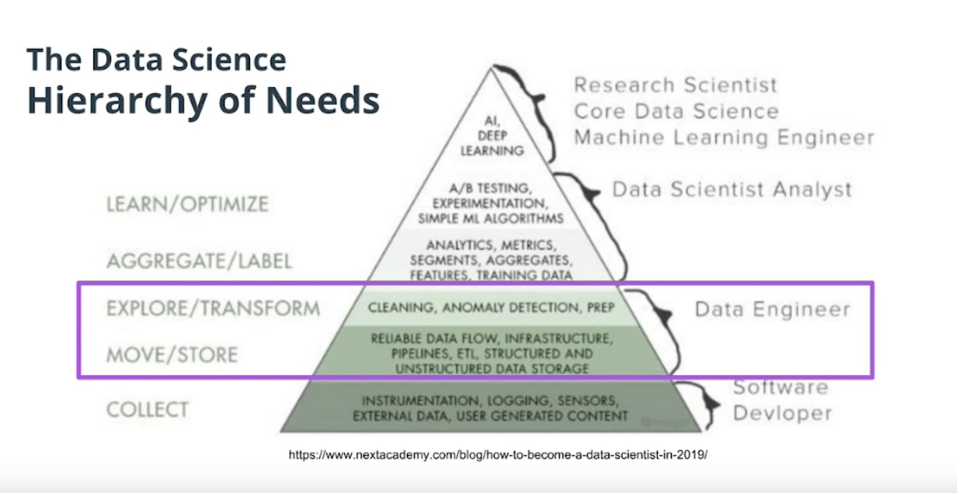 The Data Science
Hierarchy of Needs
Research Scientist
Core Data Science
Machine Learning Engineer
AI,
DEEP
LEARNING
LEARN/OPTIMIZE
A/B TESTING,
EXPERIMENTATION,
SIMPLE ML ALGORITHMS
Data Scientist Analyst
AGGREGATE/LABEL
ANALYTICS, METRICS,
SEGMENTS, AGGREGATES,
FEATURES, TRAINING DATA
EXPLORE/TRANSFORM
CLEANING, ANOMALY DETECTION, PREP
Data Engineer
MOVE/STORE
RELIABLE DATA FLOW, INFRASTRUCTURE,
PIPELINES, ETL, STRUCTURED AND
UNSTRUCTURED DATA STORAGE
COLLECT
INSTRUMENTATION, LOGGING, SENSORS,
EXTERNAL DATA, USER GENERATED CONTENT
Software
Devloper
https://www.nextacademy.com/blog/how-to-become-a-data-scientist-in-2019/